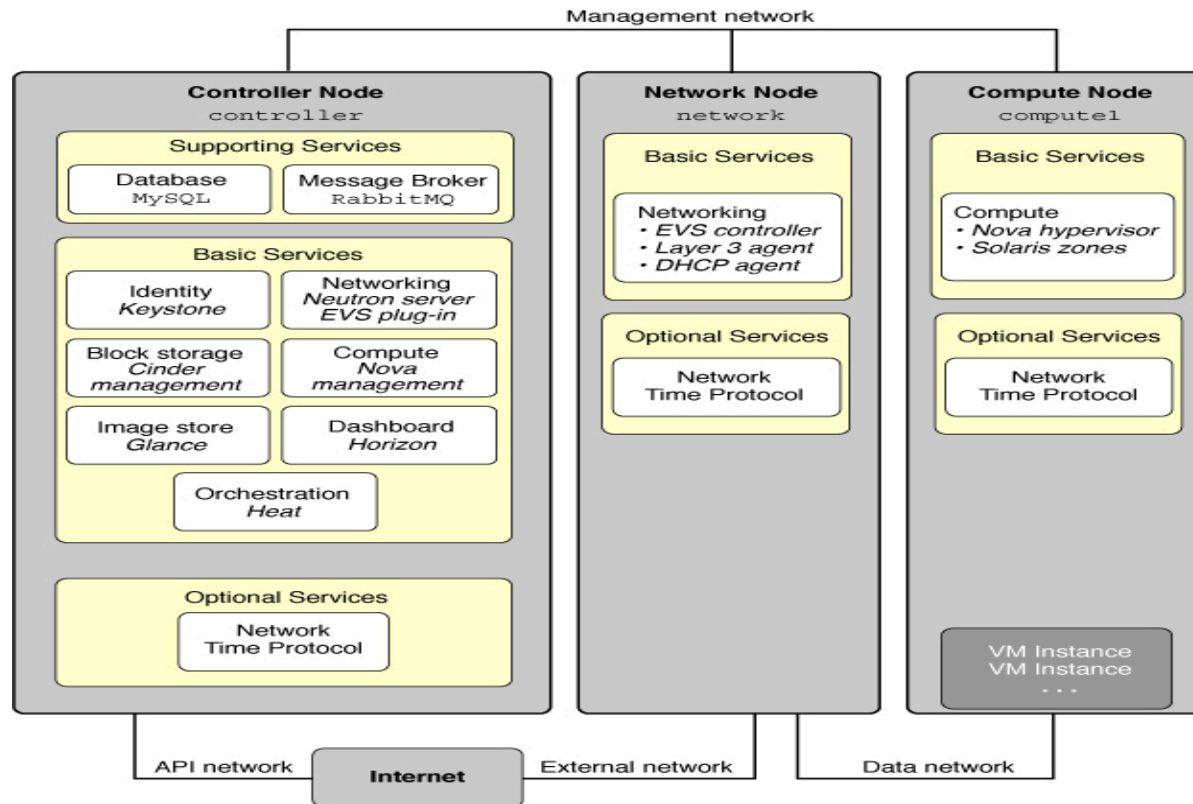 Management network
Controller Node
controller
Supporting Services
Database
MySQL
Message Broker
RabbitMQ
Basic Services
Identity
Keystone
Networking
Neutron server
EVS plug-in
Block storage
Cinder
management
Compute
Nova
management
Image store
Glance
Dashboard
Horizon
Orchestration
Heat
Optional Services
Network
Time Protocol
Network Node
network
Basic Services
Networking
• EVS controller
• Layer 3 agent
• DHCP agent
Optional Services
Network
Time Protocol
Compute Node
compute1
Basic Services
Compute
• Nova hypervisor
• Solaris zones
Optional Services
Network
Time Protocol
VM Instance
VM Instance
. . .
API network
Internet
External network
Data network